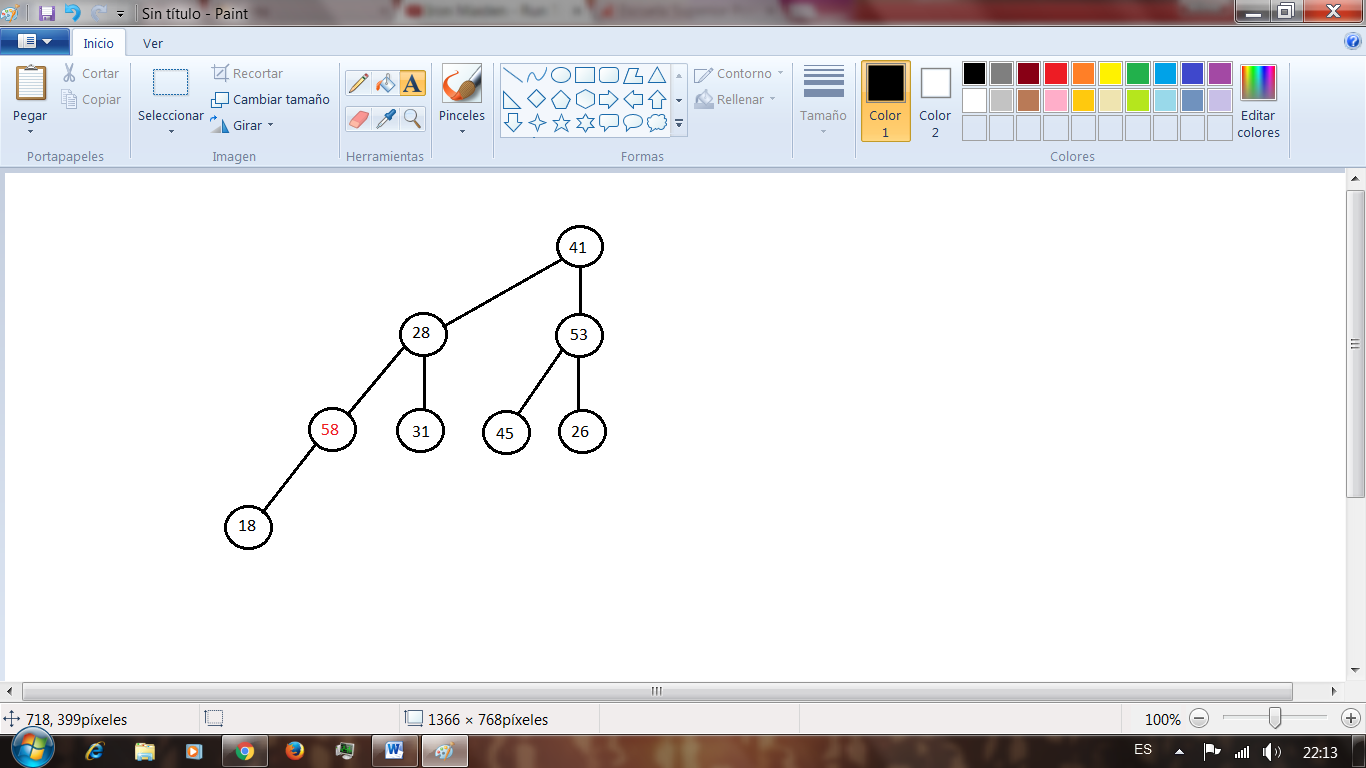 Sin título - Paint
Inicio
Ver
Pegar
Cortar
Copiar
Portapapeles
Seleccionar
Recortar
Cambiar tamaño
Girar
Imagen
A
Herramientas
Pinceles
Contorno
Rellenar
Formas
Tamaño
Color
1
Color
2
Editar
colores
Colores
41
28
53
58
31
45
26
18
718, 399píxeles
1366 × 768píxeles
100%
ES
22:13